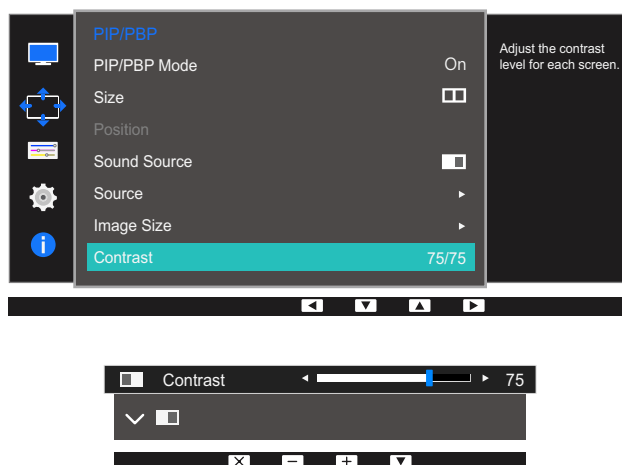 PIP/PBP
PIP/PBP Mode On
Size
Position
Sound Source
Source
Image Size
Contrast 75/75
Adjust the contrast
level for each screen.
Contrast 75